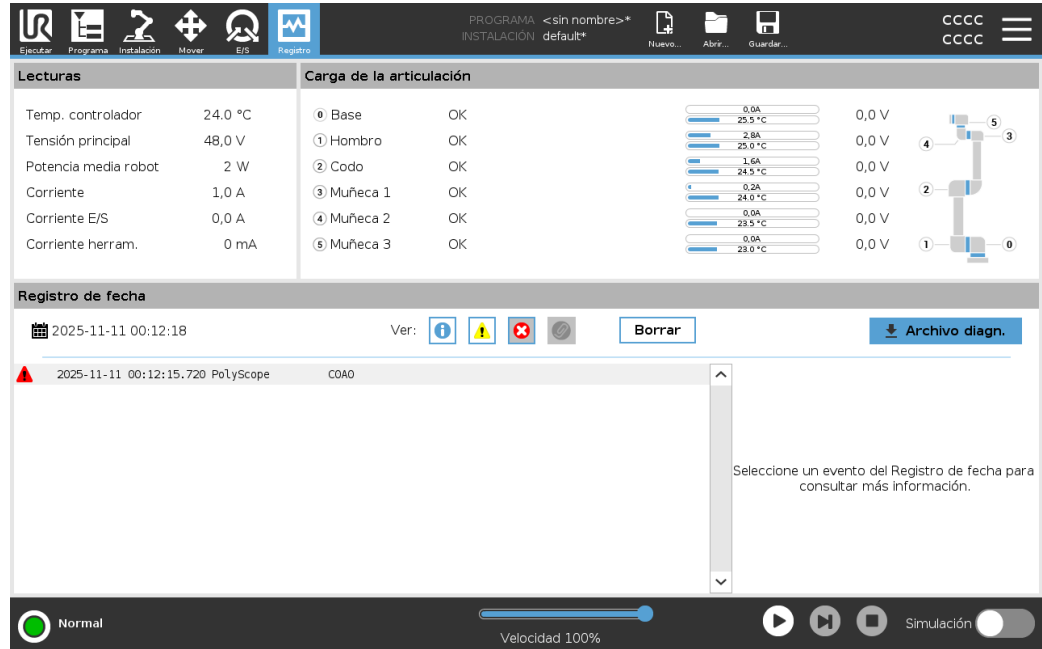 PROGRAMA <sin nombre>*
INSTALACIÓN default*
CCCC
CCCC
Ejecutar Programa Instalación Mover E/S Registro Nuevo... Abrir... Guardar...
Lecturas
Carga de la articulación
Temp. controlador 24.0 °C
Tensión principal 48,0 V
Potencia media robot 2 W
Corriente 1,0 A
Corriente E/S 0,0 A
Corriente herram. 0 mA
0 Base OK 0,0A 25.5 °C 0,0 V
1 Hombro OK 2,8A 25.0 °C 0,0 V
2 Codo OK 1,6A 24.5 °C 0,0 V
3 Muñeca 1 OK 0,2A 24.0 °C 0,0 V
4 Muñeca 2 OK 0,0A 23.5 °C 0,0 V
5 Muñeca 3 OK 0,0A 23.0 °C 0,0 V
5
3
4
2
1 0
Registro de fecha
2025-11-11 00:12:18 Ver: Borrar Archivo diagn.
2025-11-11 00:12:15.720 PolyScope C0A0
Seleccione un evento del Registro de fecha para
consultar más información.
Normal
Velocidad 100%
Simulación